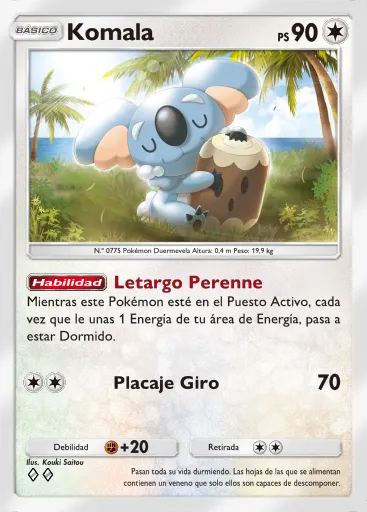 BÁSICO Komala PS 90
N.º 0775 Pokémon Duermevela Altura: 0,4 m Peso: 19,9 kg
Habilidad Letargo Perenne
Mientras este Pokémon esté en el Puesto Activo, cada
vez que le unas 1 Energía de tu área de Energía, pasa a
estar Dormido.
Placaje Giro 70
Debilidad +20 Retirada
Ilus. Kouki Saitou
Pasan toda su vida durmiendo. Las hojas de las que se alimentan
contienen un veneno que solo ellos son capaces de descomponer.